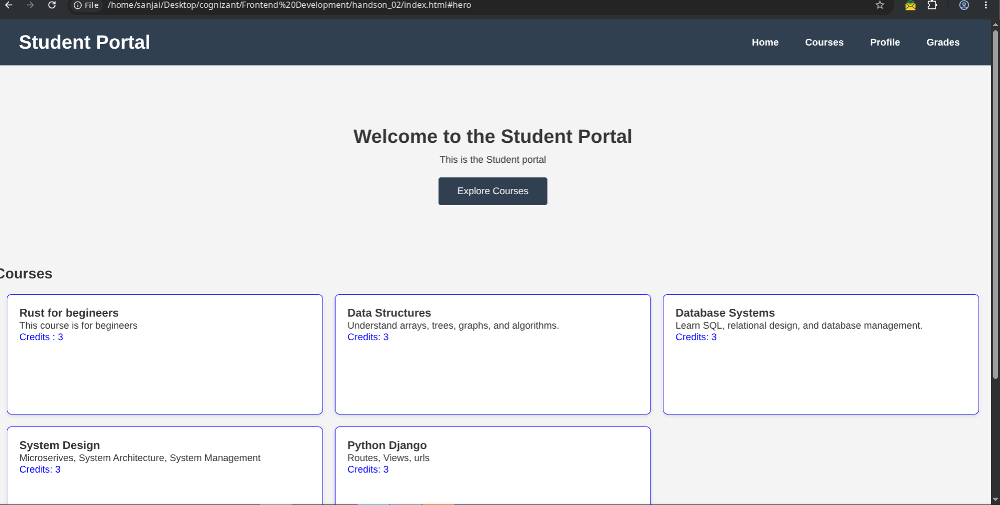 File /home/sanjai/Desktop/cognizant/Frontend%20Development/handson_02/index.html#hero
Student Portal
Home Courses Profile Grades
Welcome to the Student Portal
This is the Student portal
Explore Courses
Courses
Rust for begineers
This course is for begineers
Credits : 3
Data Structures
Understand arrays, trees, graphs, and algorithms.
Credits: 3
Database Systems
Learn SQL, relational design, and database management.
Credits: 3
System Design
Microserives, System Architecture, System Management
Credits: 3
Python Django
Routes, Views, urls
Credits: 3